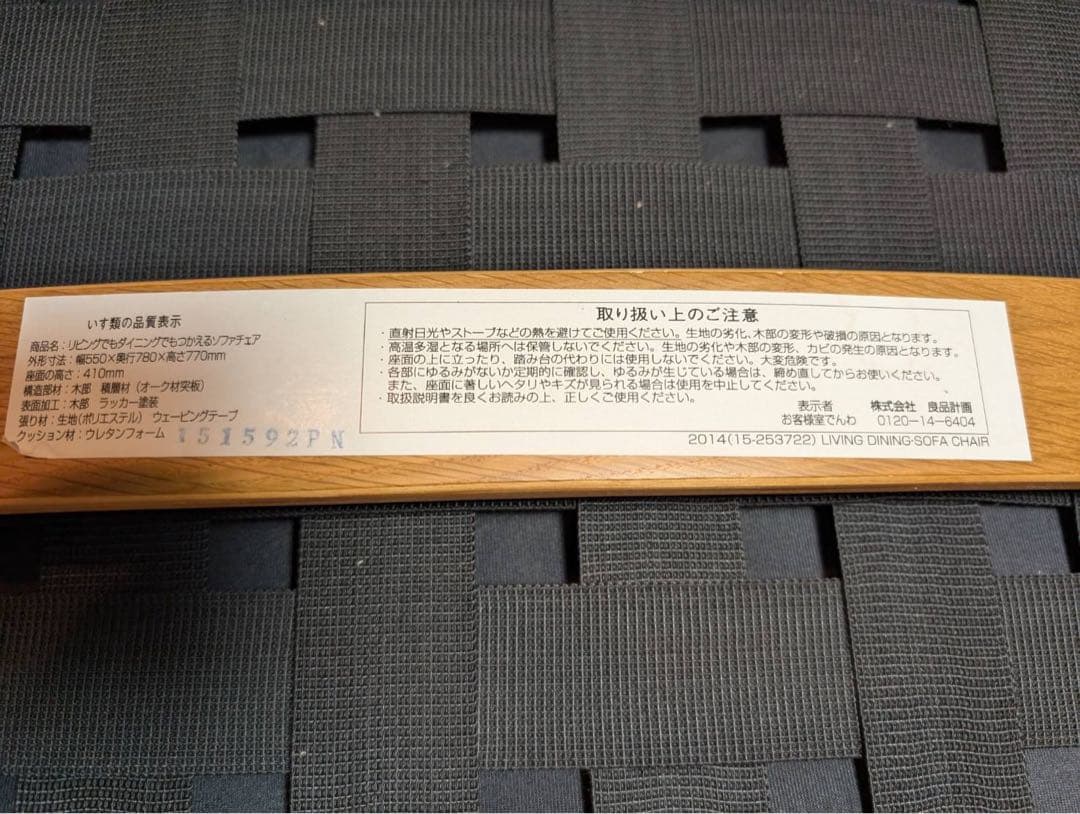 いす類の品質表示
商品名：リビングでもダイニングでもつかえるソファチェア
外形寸法：幅550×奥行780×高さ770mm
座面の高さ：410mm
構造部材：木部 積層材（オーク材突板）
表面加工：木部 ラッカー塗装
張り材：生地（ポリエステル） ウェービングテープ
クッション材：ウレタンフォーム
151592PN
取り扱い上のご注意
・直射日光やストーブなどの熱を避けてご使用ください。生地の劣化、木部の変形や破損の原因となります。
・高温多湿となる場所へは保管しないでください。生地の劣化や木部の変形、カビの発生の原因となります。
・座面の上に立ったり、踏み台の代わりには使用しないでください。大変危険です。
・各部にゆるみがないか定期的に確認し、ゆるみが生じている場合は、締め直してからお使いください。
また、座面に著しいヘタリやキズが見られる場合は使用を中止してください。
・取扱説明書を良くお読みの上、正しくご使用ください。
表示者 株式会社 良品計画
お客様室でんわ 0120-14-6404
2014(15-253722) LIVING DINING-SOFA CHAIR